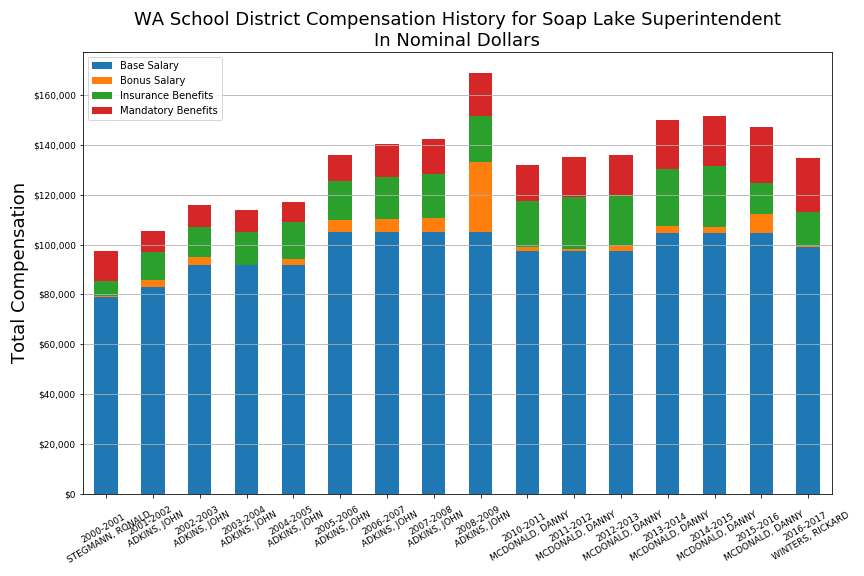 WA School District Compensation History for Soap Lake Superintendent
In Nominal Dollars
Base Salary
Bonus Salary
Insurance Benefits
Mandatory Benefits
Total Compensation
$160,000
$140,000
$120,000
$100,000
$80,000
$60,000
$40,000
$20,000
$0
2000-2001
STEGMANN, RONALD
2001-2002
ADKINS, JOHN
2002-2003
ADKINS, JOHN
2003-2004
ADKINS, JOHN
2004-2005
ADKINS, JOHN
2005-2006
ADKINS, JOHN
2006-2007
ADKINS, JOHN
2007-2008
ADKINS, JOHN
2008-2009
ADKINS, JOHN
2010-2011
MCDONALD, DANNY
2011-2012
MCDONALD, DANNY
2012-2013
MCDONALD, DANNY
2013-2014
MCDONALD, DANNY
2014-2015
MCDONALD, DANNY
2015-2016
MCDONALD, DANNY
2016-2017
WINTERS, RICKARD